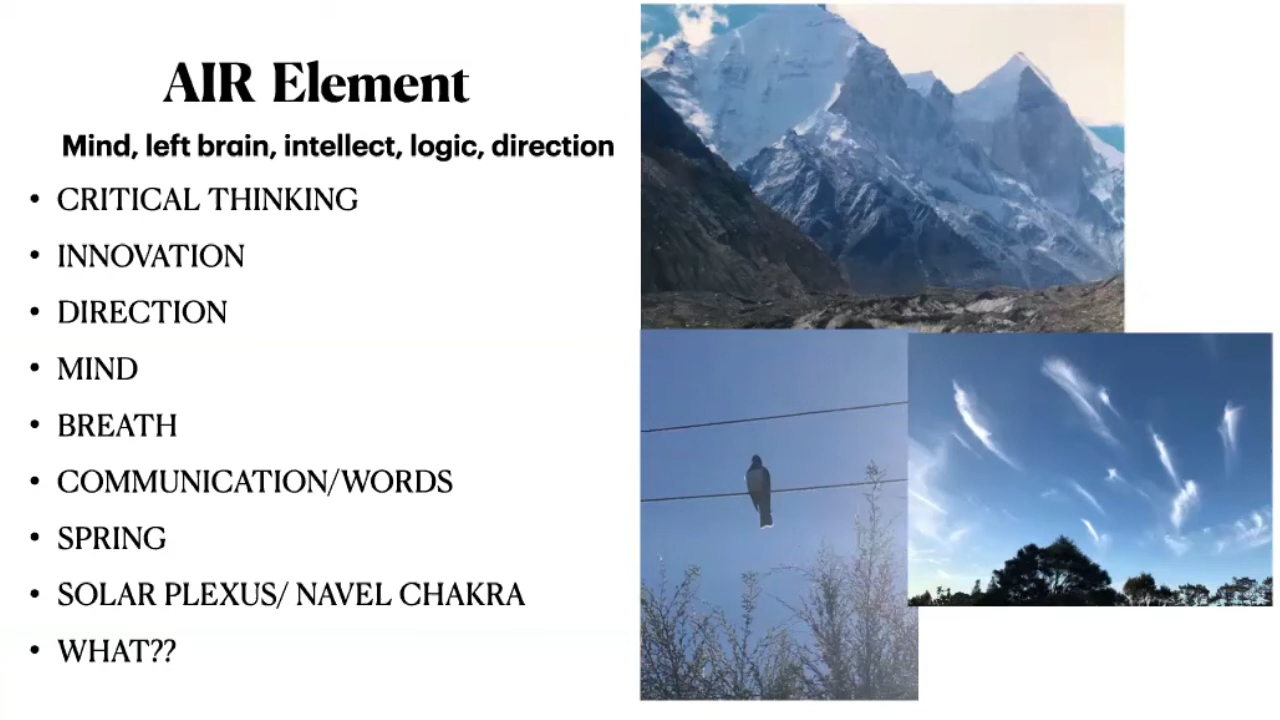 AIR Element
Mind, left brain, intellect, logic, direction
• CRITICAL THINKING
• INNOVATION
• DIRECTION
• MIND
• BREATH
• COMMUNICATION/WORDS
• SPRING
• SOLAR PLEXUS/ NAVEL CHAKRA
• WHAT??